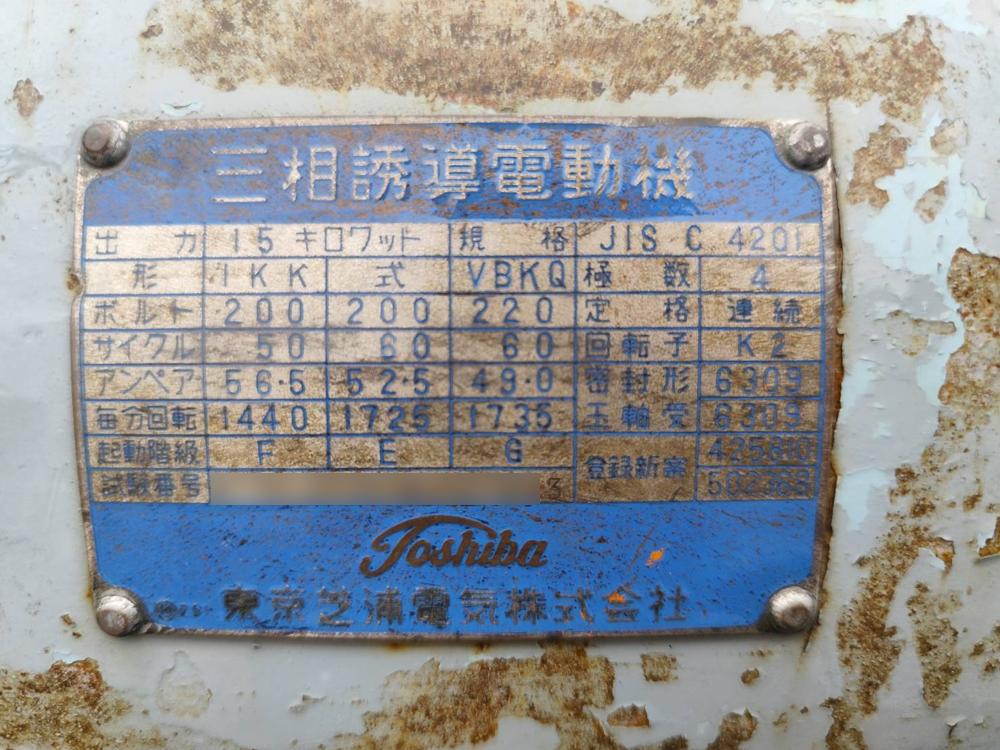 三相誘導電動機
出力 15キロワット 規格 JIS C 4201
形 IKK 式 VBKQ 極数 4
ボルト 200 200 220 定格 連続
サイクル 50 60 60 回転子 K2
アンペア 56.5 52.5 49.0 密封形 6309
毎分回転 1440 1725 1735 玉軸受 6309
起動階級 F E G 登録新案
試験番号
Toshiba
東京芝浦電気株式会社